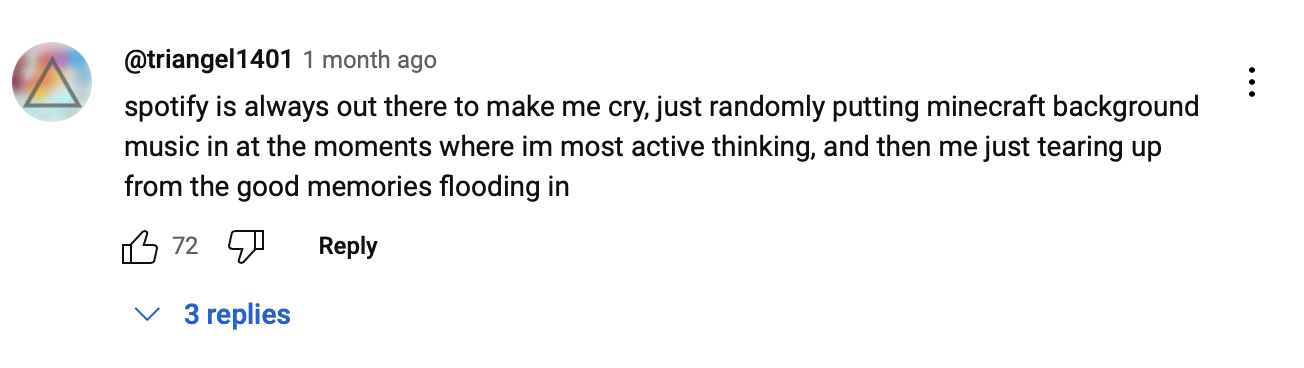 @triangel1401 1 month ago
spotify is always out there to make me cry, just randomly putting minecraft background
music in at the moments where im most active thinking, and then me just tearing up
from the good memories flooding in
72 Reply
3 replies